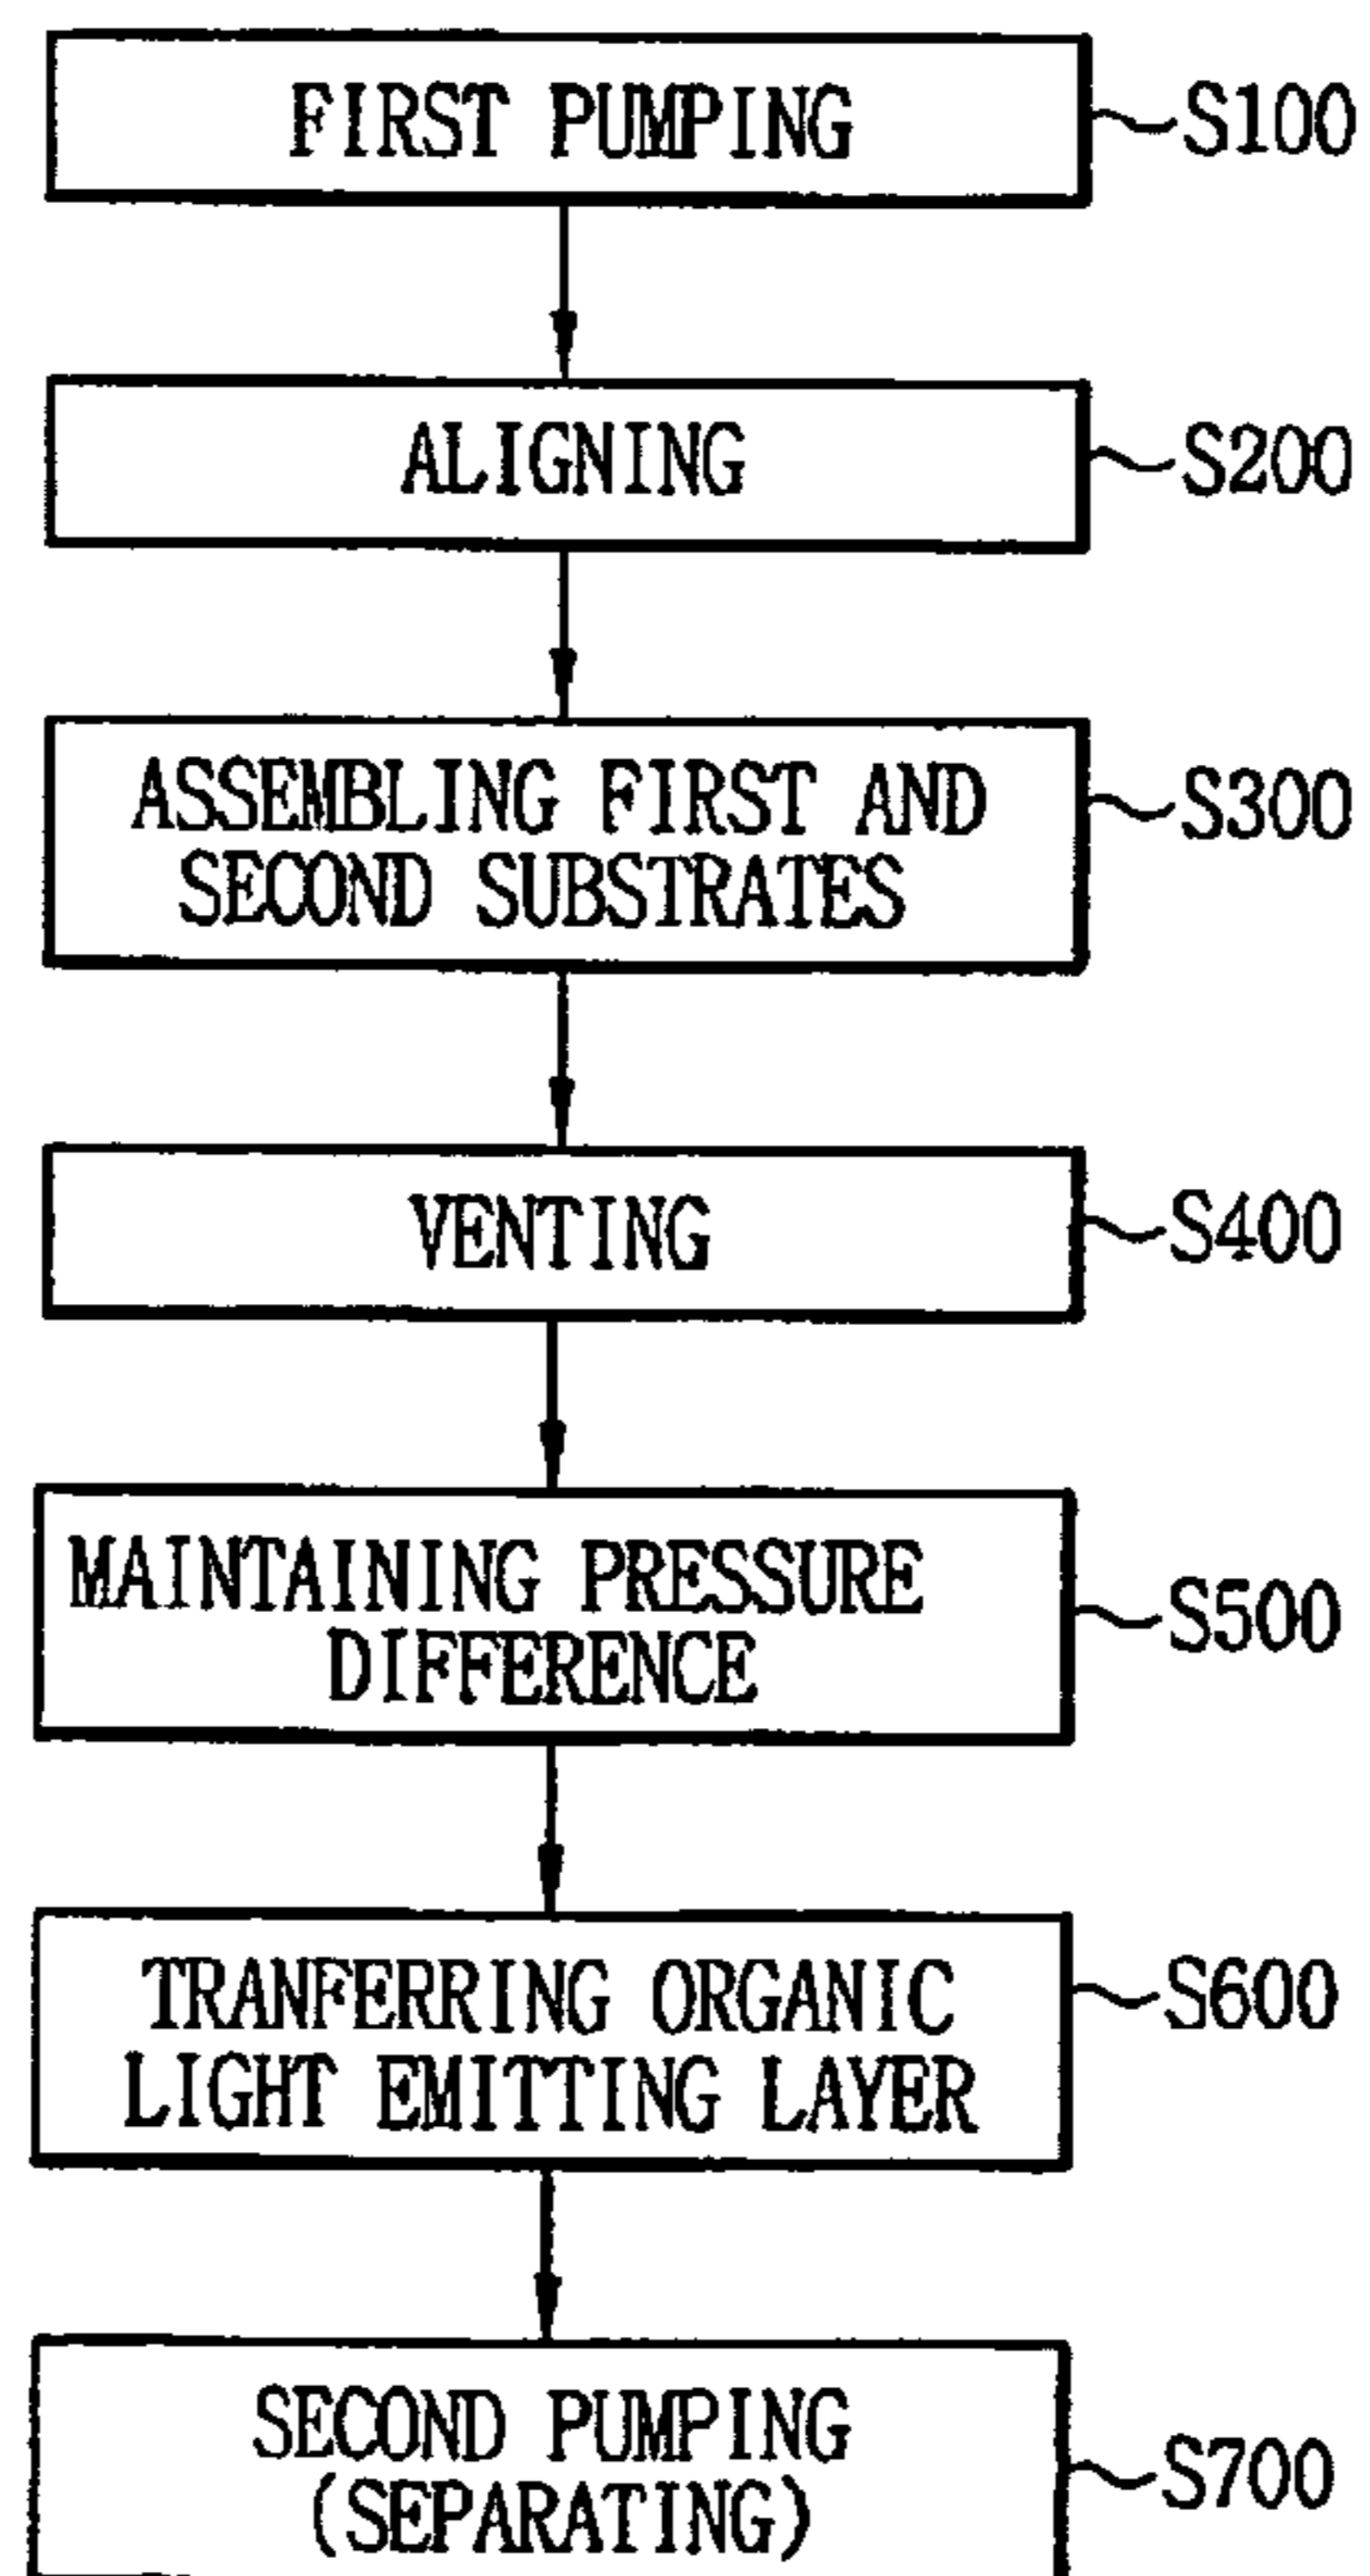 FIRST PUMPING
S100
ALIGNING
S200
ASSEMBLING FIRST AND
SECOND SUBSTRATES
S300
VENTING
S400
MAINTAINING PRESSURE
DIFFERENCE
S500
TRANFERRING ORGANIC
LIGHT EMITTING LAYER
S600
SECOND PUMPING
(SEPARATING)
S700